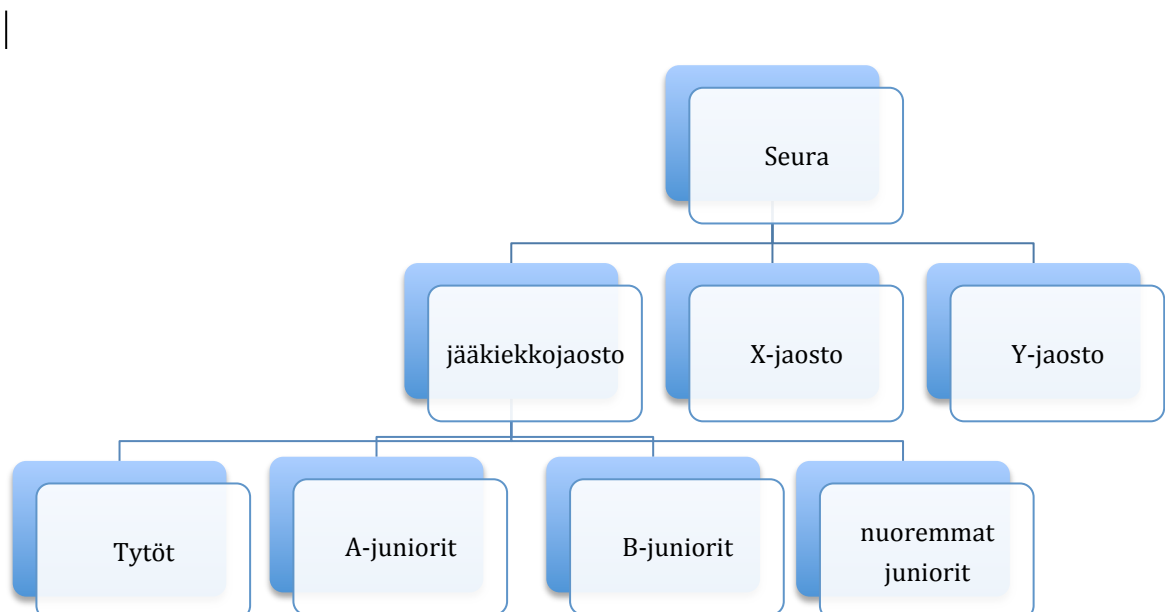 Seura
jääkiekkojaosto
X-jaosto
Y-jaosto
Tytöt
A-juniorit
B-juniorit
nuoremmat
juniorit